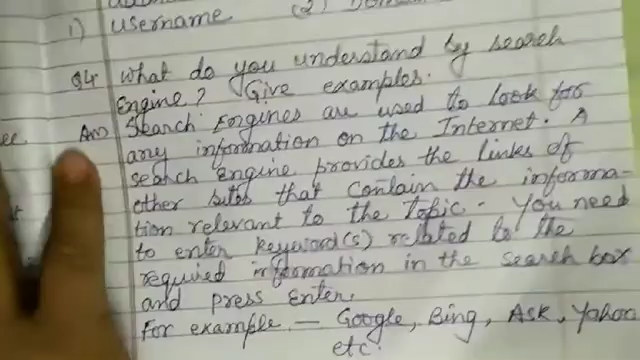 1) username (2)
Q4 What do you understand by search
Engine? Give examples.
Ans Search Engines are used to look for
any information on the Internet. A
search Engine provides the links of
other sites that contain the informa-
tion relevant to the topic. You need
to enter keyword(s) related to the
required information in the search box
and press Enter.
For example — Google, Bing, Ask, Yahoo
etc.